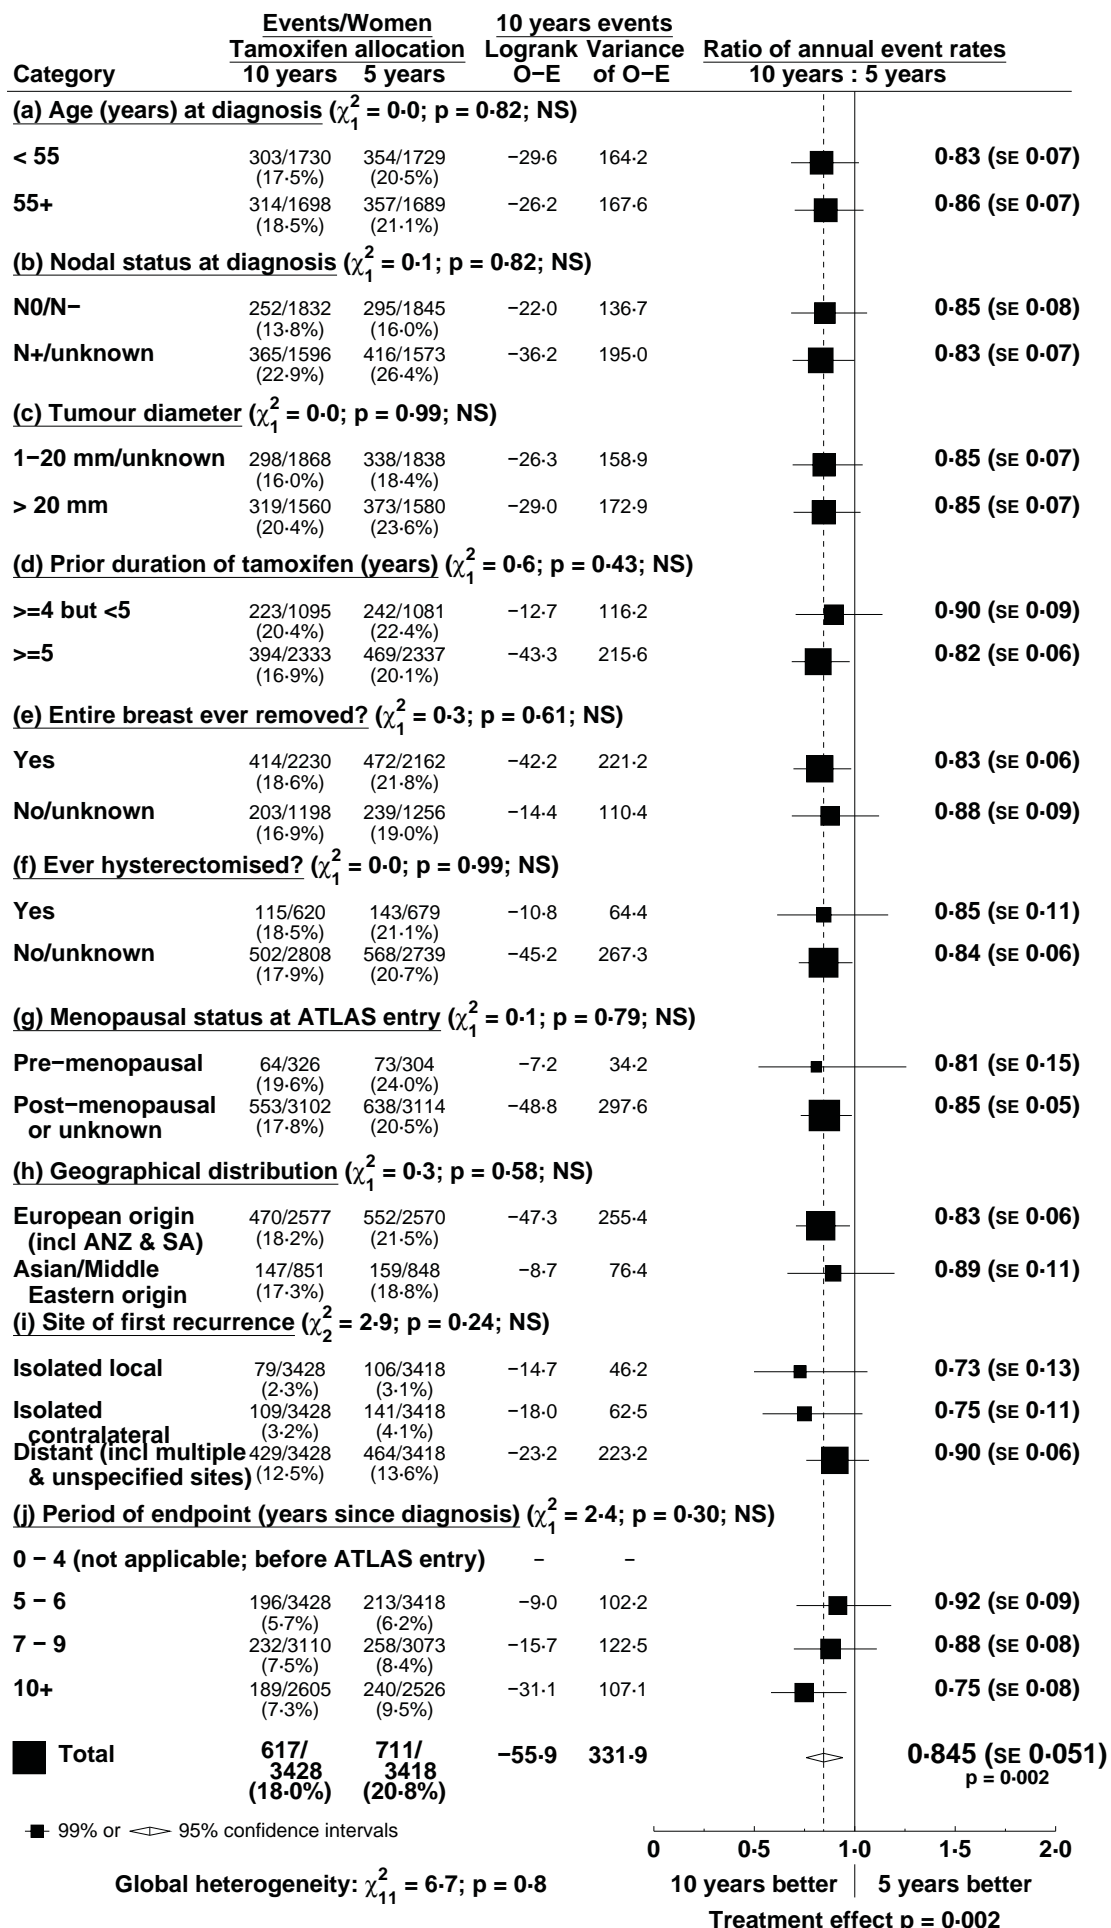 Events/Women 10 years events
Tamoxifen allocation Logrank Variance Ratio of annual event rates
Category 10 years 5 years O−E of O−E 10 years : 5 years
(a) Age (years) at diagnosis (χ²₁ = 0·0; p = 0·82; NS)
< 55 303/1730 354/1729 −29·6 164·2 0·83 (SE 0·07)
(17·5%) (20·5%)
55+ 314/1698 357/1689 −26·2 167·6 0·86 (SE 0·07)
(18·5%) (21·1%)
(b) Nodal status at diagnosis (χ²₁ = 0·1; p = 0·82; NS)
N0/N− 252/1832 295/1845 −22·0 136·7 0·85 (SE 0·08)
(13·8%) (16·0%)
N+/unknown 365/1596 416/1573 −36·2 195·0 0·83 (SE 0·07)
(22·9%) (26·4%)
(c) Tumour diameter (χ²₁ = 0·0; p = 0·99; NS)
1−20 mm/unknown 298/1868 338/1838 −26·3 158·9 0·85 (SE 0·07)
(16·0%) (18·4%)
> 20 mm 319/1560 373/1580 −29·0 172·9 0·85 (SE 0·07)
(20·4%) (23·6%)
(d) Prior duration of tamoxifen (years) (χ²₁ = 0·6; p = 0·43; NS)
>=4 but <5 223/1095 242/1081 −12·7 116·2 0·90 (SE 0·09)
(20·4%) (22·4%)
>=5 394/2333 469/2337 −43·3 215·6 0·82 (SE 0·06)
(16·9%) (20·1%)
(e) Entire breast ever removed? (χ²₁ = 0·3; p = 0·61; NS)
Yes 414/2230 472/2162 −42·2 221·2 0·83 (SE 0·06)
(18·6%) (21·8%)
No/unknown 203/1198 239/1256 −14·4 110·4 0·88 (SE 0·09)
(16·9%) (19·0%)
(f) Ever hysterectomised? (χ²₁ = 0·0; p = 0·99; NS)
Yes 115/620 143/679 −10·8 64·4 0·85 (SE 0·11)
(18·5%) (21·1%)
No/unknown 502/2808 568/2739 −45·2 267·3 0·84 (SE 0·06)
(17·9%) (20·7%)
(g) Menopausal status at ATLAS entry (χ²₁ = 0·1; p = 0·79; NS)
Pre−menopausal 64/326 73/304 −7·2 34·2 0·81 (SE 0·15)
(19·6%) (24·0%)
Post−menopausal 553/3102 638/3114 −48·8 297·6 0·85 (SE 0·05)
or unknown (17·8%) (20·5%)
(h) Geographical distribution (χ²₁ = 0·3; p = 0·58; NS)
European origin 470/2577 552/2570 −47·3 255·4 0·83 (SE 0·06)
(incl ANZ & SA) (18·2%) (21·5%)
Asian/Middle 147/851 159/848 −8·7 76·4 0·89 (SE 0·11)
Eastern origin (17·3%) (18·8%)
(i) Site of first recurrence (χ²₂ = 2·9; p = 0·24; NS)
Isolated local 79/3428 106/3418 −14·7 46·2 0·73 (SE 0·13)
(2·3%) (3·1%)
Isolated 109/3428 141/3418 −18·0 62·5 0·75 (SE 0·11)
contralateral (3·2%) (4·1%)
Distant (incl multiple 429/3428 464/3418 −23·2 223·2 0·90 (SE 0·06)
& unspecified sites) (12·5%) (13·6%)
(j) Period of endpoint (years since diagnosis) (χ²₁ = 2·4; p = 0·30; NS)
0 − 4 (not applicable; before ATLAS entry) − −
5 − 6 196/3428 213/3418 −9·0 102·2 0·92 (SE 0·09)
(5·7%) (6·2%)
7 − 9 232/3110 258/3073 −15·7 122·5 0·88 (SE 0·08)
(7·5%) (8·4%)
10+ 189/2605 240/2526 −31·1 107·1 0·75 (SE 0·08)
(7·3%) (9·5%)
Total 617/ 711/ −55·9 331·9 0·845 (SE 0·051)
3428 3418 p = 0·002
(18·0%) (20·8%)
99% or 95% confidence intervals
0 0·5 1·0 1·5 2·0
Global heterogeneity: χ²₁₁ = 6·7; p = 0·8 10 years better 5 years better
Treatment effect p = 0·002